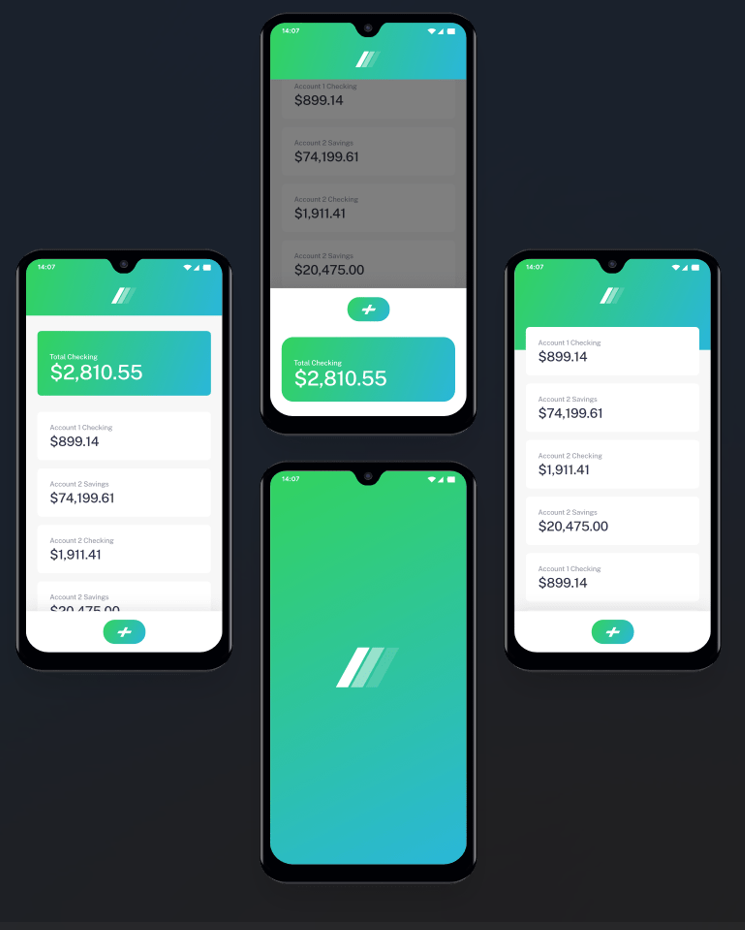 14:07
Account 1 Checking
$899.14
Account 2 Savings
$74,199.61
Account 2 Checking
$1,911.41
Account 2 Savings
$20,475.00
Total Checking
$2,810.55
14:07
Total Checking
$2,810.55
Account 1 Checking
$899.14
Account 2 Savings
$74,199.61
Account 2 Checking
$1,911.41
Account 2 Savings
$20,475.00
14:07
Account 1 Checking
$899.14
Account 2 Savings
$74,199.61
Account 2 Checking
$1,911.41
Account 2 Savings
$20,475.00
Account 1 Checking
$899.14
14:07